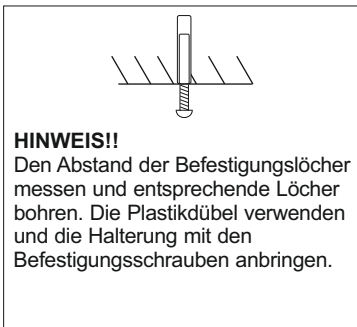 HINWEIS!!
Den Abstand der Befestigungslöcher
messen und entsprechende Löcher
bohren. Die Plastikdübel verwenden
und die Halterung mit den
Befestigungsschrauben anbringen.